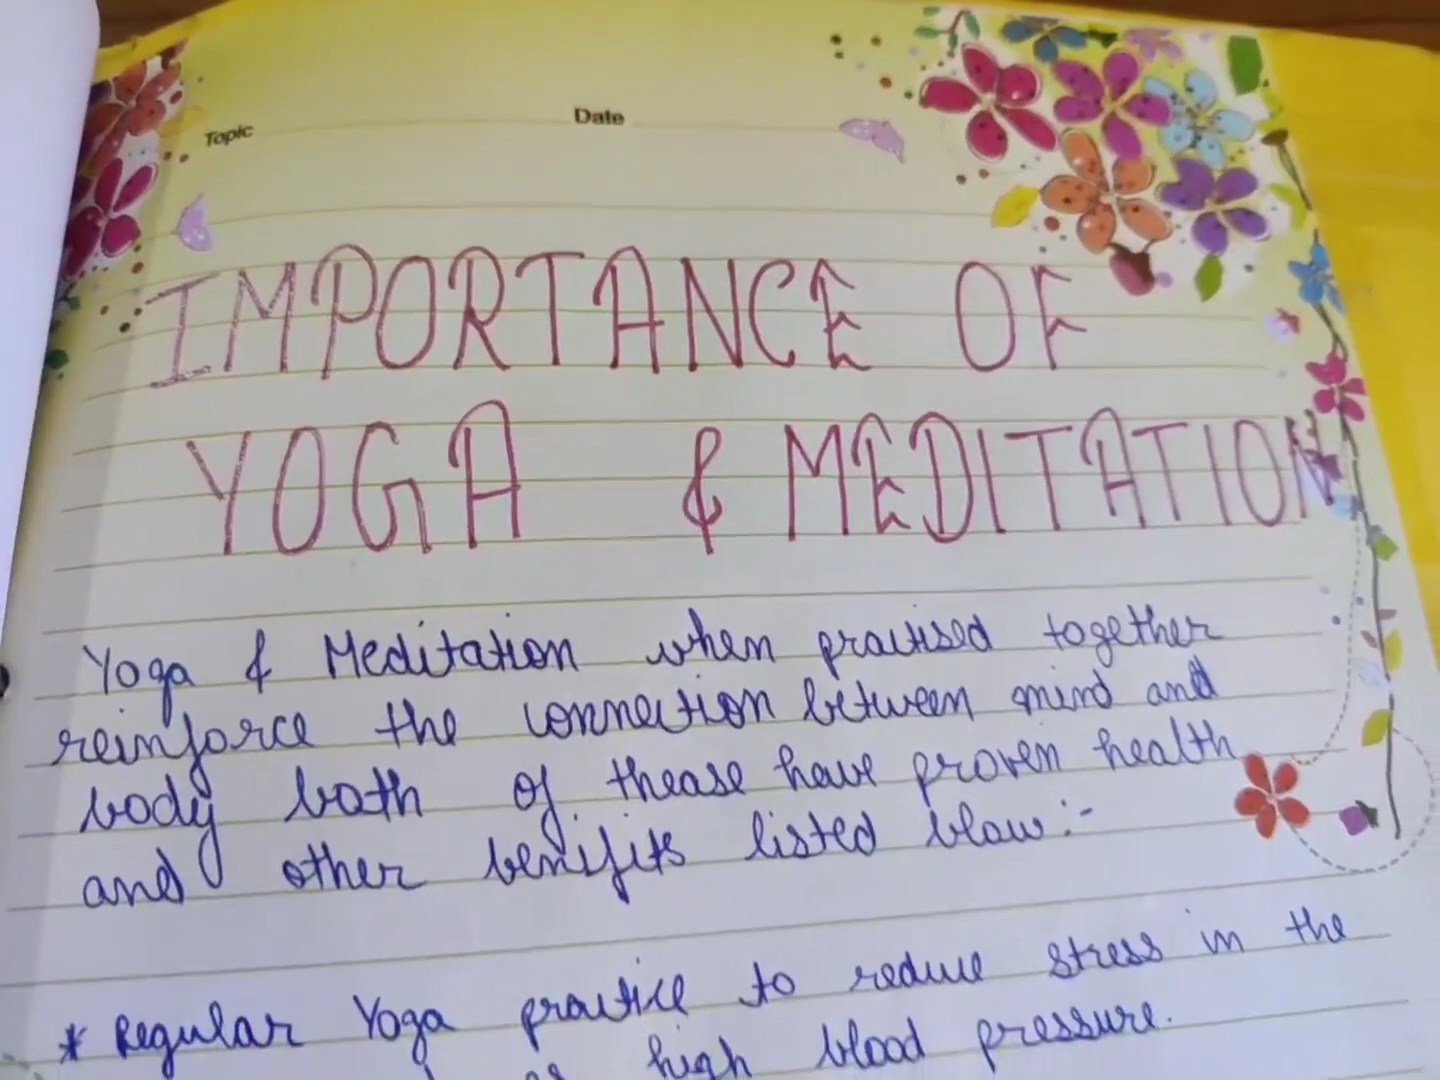 Topic Date
IMPORTANCE OF
YOGA & MEDITATION
Yoga & Meditation when practised together
reinforce the connection between mind and
body both of thease have proven health
and other benifits listed blow :-
* Regular Yoga practice to reduce stress in the
high blood pressure.